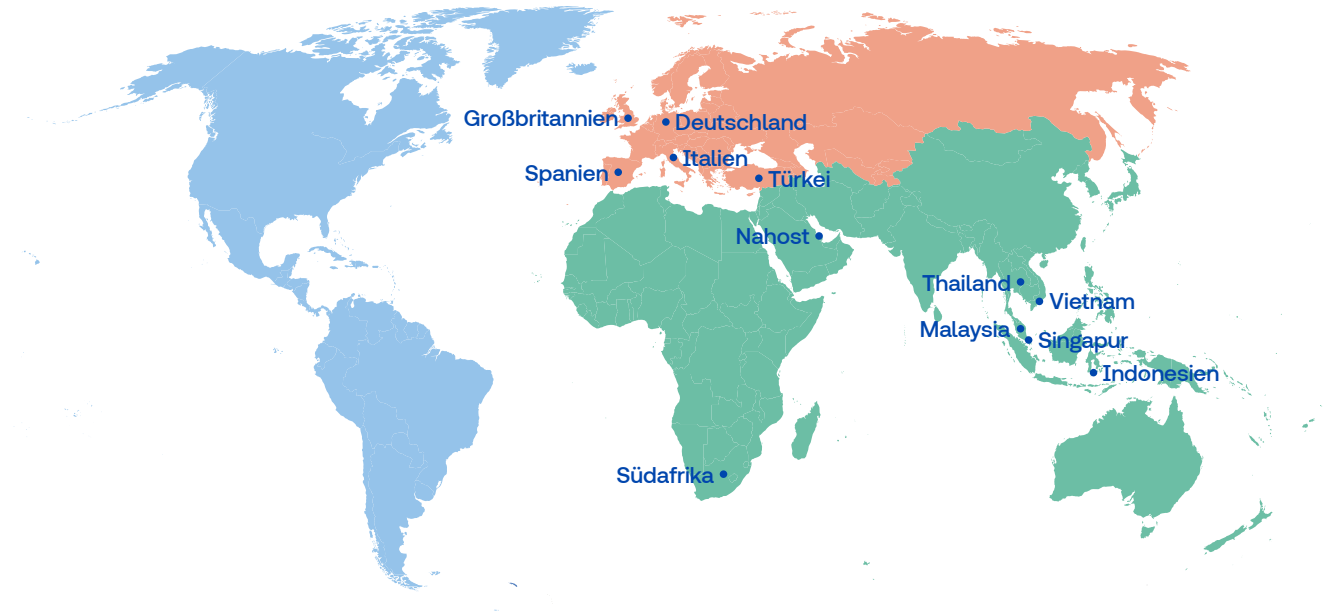 Großbritannien
Deutschland
Italien
Spanien
Türkei
Nahost
Thailand
Vietnam
Malaysia
Singapur
Indonesien
Südafrika